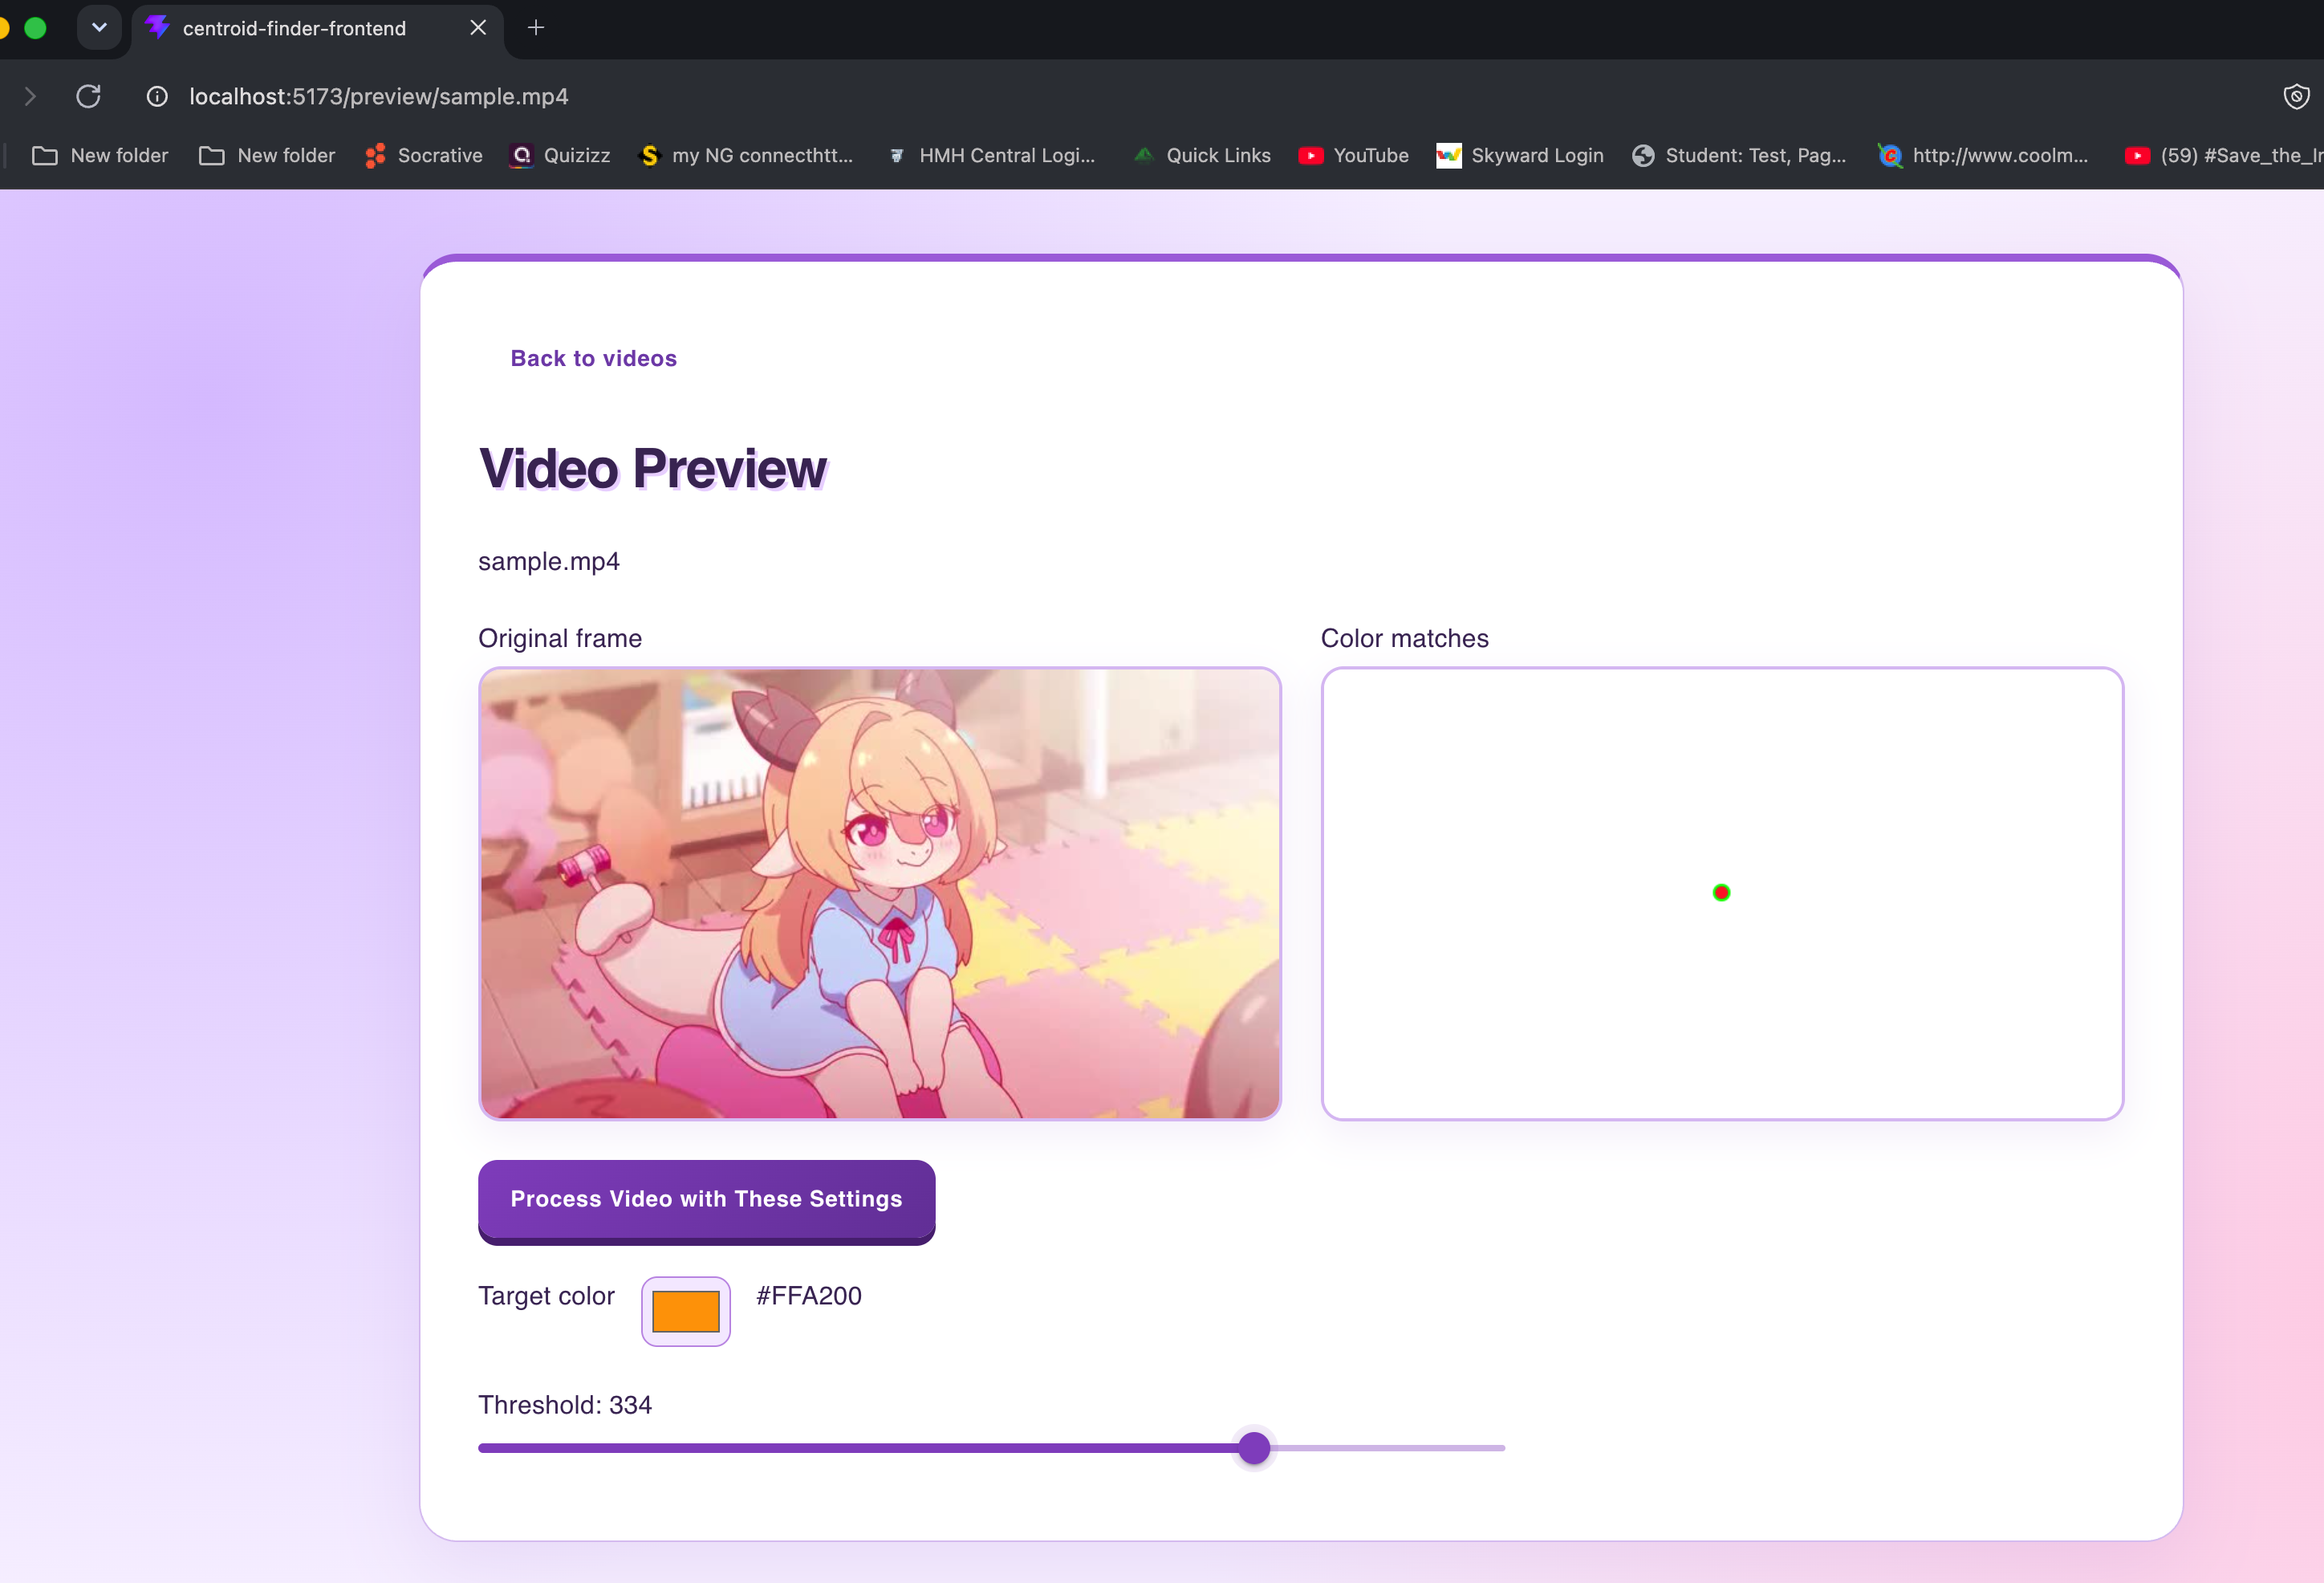 centroid-finder-frontend
localhost:5173/preview/sample.mp4
New folder New folder Socrative Quizizz my NG connecthtt... HMH Central Logi... Quick Links YouTube Skyward Login Student: Test, Pag... http://www.coolm... (59) #Save_the_Ir
Back to videos
Video Preview
sample.mp4
Original frame Color matches
Process Video with These Settings
Target color #FFA200
Threshold: 334